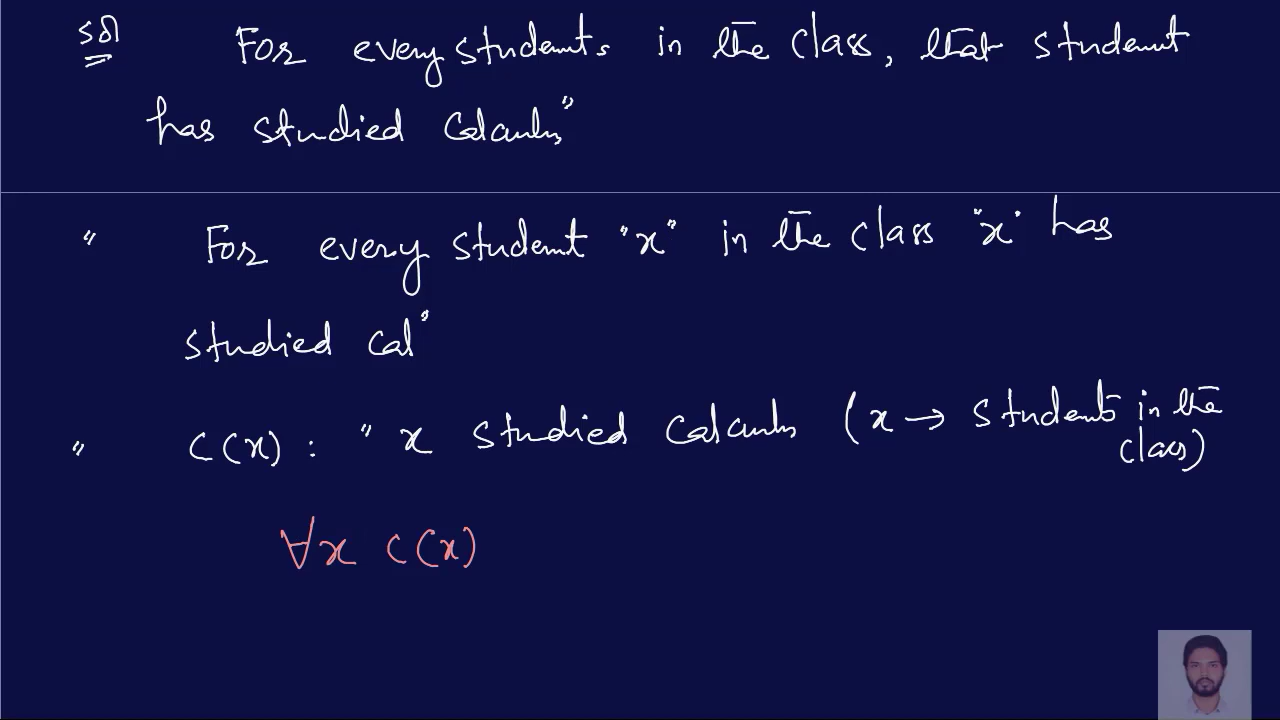 sol For every students in the class, that student
has studied Calculus"
" For every student "x" in the class "x" has
studied cal"
" C(x) : " x studied Calculus (x → students in the
class)
∀x C(x)